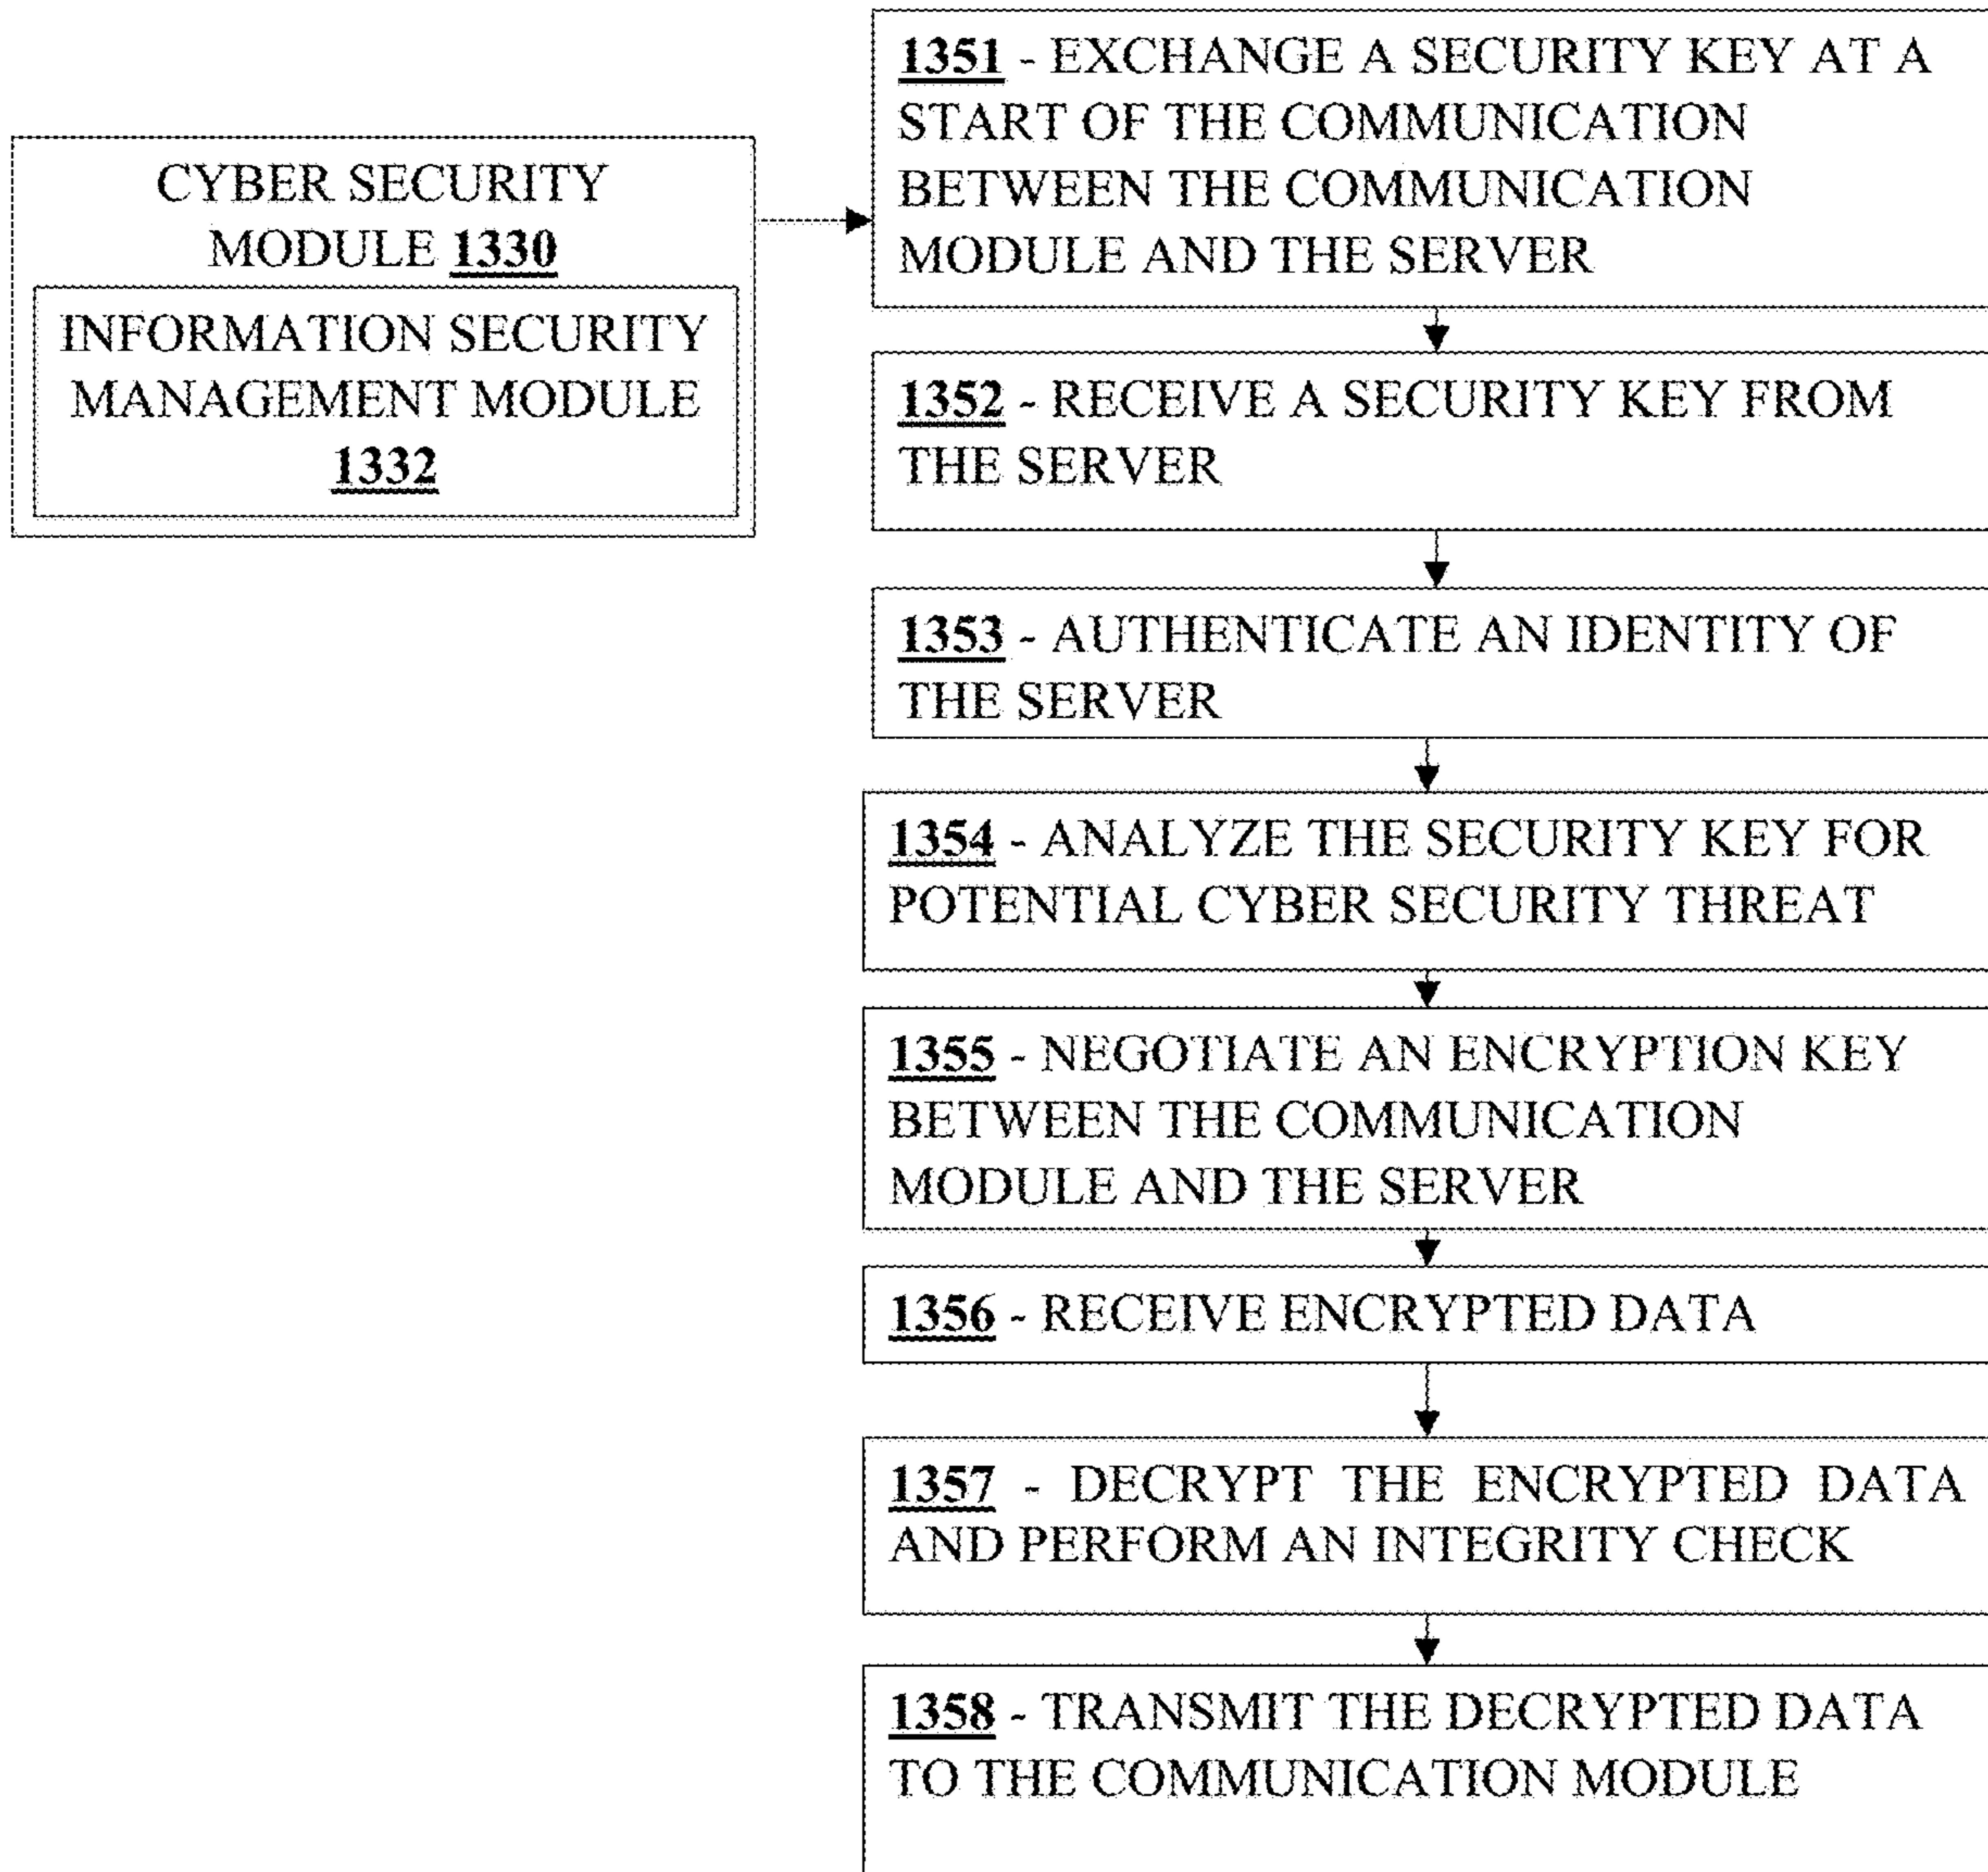 CYBER SECURITY
MODULE 1330
INFORMATION SECURITY
MANAGEMENT MODULE
1332
1351 - EXCHANGE A SECURITY KEY AT A
START OF THE COMMUNICATION
BETWEEN THE COMMUNICATION
MODULE AND THE SERVER
1352 - RECEIVE A SECURITY KEY FROM
THE SERVER
1353 - AUTHENTICATE AN IDENTITY OF
THE SERVER
1354 - ANALYZE THE SECURITY KEY FOR
POTENTIAL CYBER SECURITY THREAT
1355 - NEGOTIATE AN ENCRYPTION KEY
BETWEEN THE COMMUNICATION
MODULE AND THE SERVER
1356 - RECEIVE ENCRYPTED DATA
1357 - DECRYPT THE ENCRYPTED DATA
AND PERFORM AN INTEGRITY CHECK
1358 - TRANSMIT THE DECRYPTED DATA
TO THE COMMUNICATION MODULE